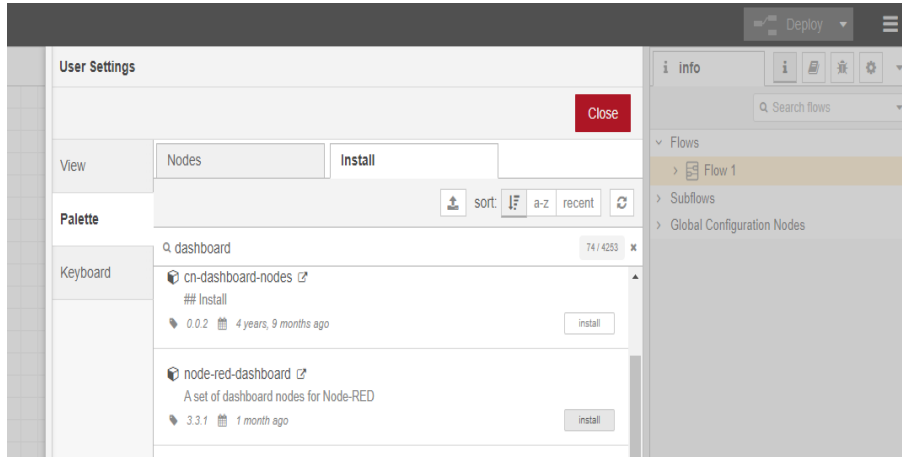 Deploy
User Settings
Close
View
Palette
Keyboard
Nodes
Install
sort: a-z recent
dashboard
74 / 4253 ×
cn-dashboard-nodes
## Install
0.0.2 4 years, 9 months ago
install
node-red-dashboard
A set of dashboard nodes for Node-RED
3.3.1 1 month ago
install
i info
i
Search flows
Flows
Flow 1
Subflows
Global Configuration Nodes